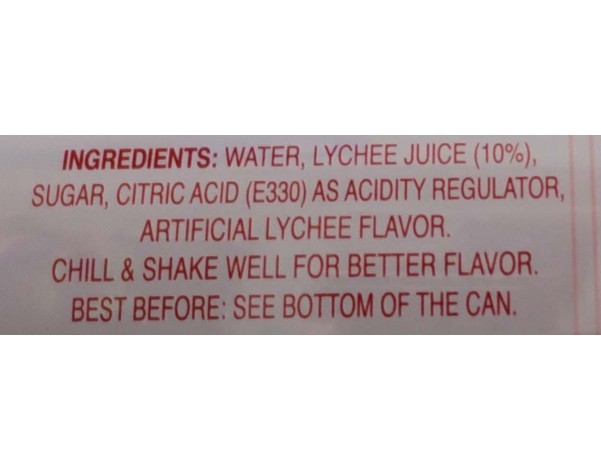 INGREDIENTS: WATER, LYCHEE JUICE (10%),
SUGAR, CITRIC ACID (E330) AS ACIDITY REGULATOR,
ARTIFICIAL LYCHEE FLAVOR.
CHILL & SHAKE WELL FOR BETTER FLAVOR.
BEST BEFORE: SEE BOTTOM OF THE CAN.